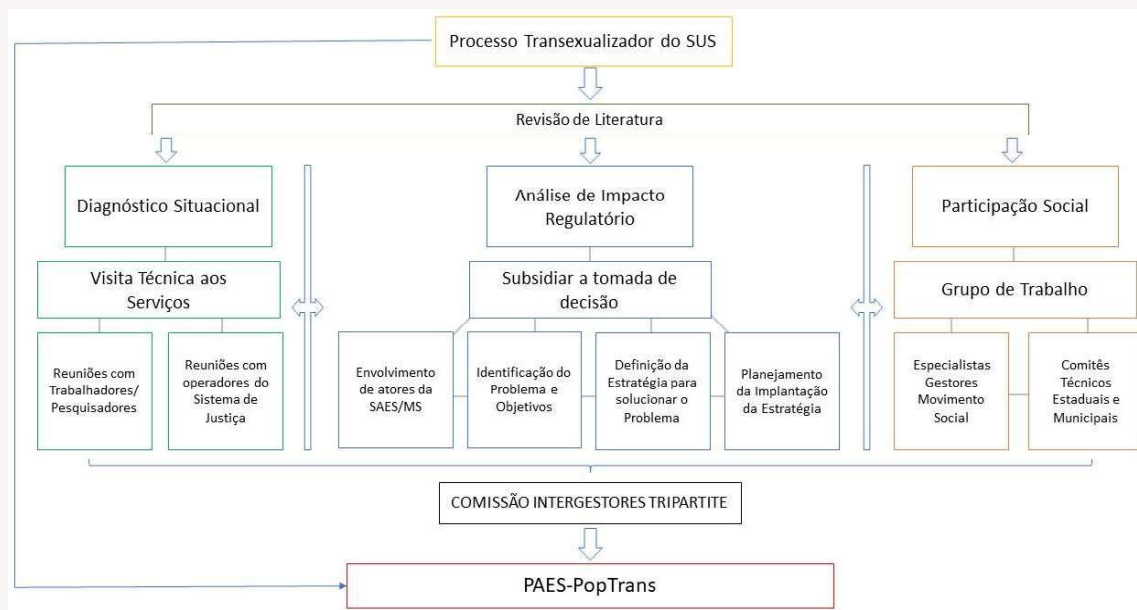 Processo Transexualizador do SUS
Revisão de Literatura
Diagnóstico Situacional
Visita Técnica aos
Serviços
Reuniões com
Trabalhadores/
Pesquisadores
Reuniões com
operadores do
Sistema de
Justiça
Análise de Impacto
Regulatório
Subsidiar a tomada de
decisão
Envolvimento
de atores da
SAES/MS
Identificação do
Problema e
Objetivos
Definição da
Estratégia para
solucionar o
Problema
Planejamento
da Implantação
da Estratégia
Participação Social
Grupo de Trabalho
Especialistas
Gestores
Movimento
Social
Comitês
Técnicos
Estaduais e
Municipais
COMISSÃO INTERGESTORES TRIPARTITE
PAES-PopTrans